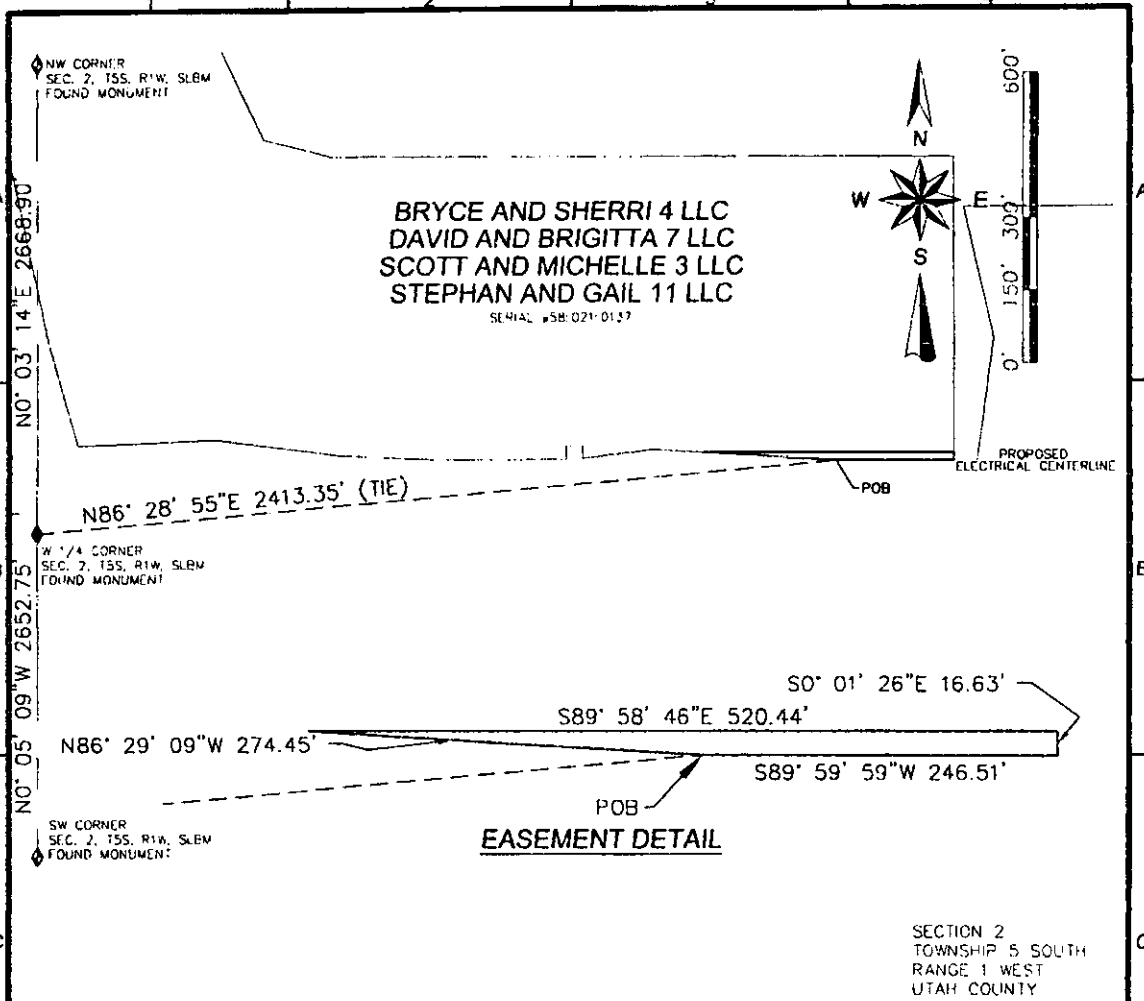 2
A
A
B
E
C
C
NW CORNER
SEC. 2, T5S, R1W, SLBM
FOUND MONUMENT
N0° 03' 14"E 2668.90'
BRYCE AND SHERRI 4 LLC
DAVID AND BRIGITTA 7 LLC
SCOTT AND MICHELLE 3 LLC
STEPHAN AND GAIL 11 LLC
SERIAL #58:021:0137
N
W E
S
600'
300'
150'
0'
PROPOSED
ELECTRICAL CENTERLINE
POB
N86° 28' 55"E 2413.35' (TIE)
W 1/4 CORNER
SEC. 2, T5S, R1W, SLBM
FOUND MONUMENT
N0° 05' 09"W 2652.75'
S0° 01' 26"E 16.63'
S89° 58' 46"E 520.44'
N86° 29' 09"W 274.45'
S89° 59' 59"W 246.51'
POB
EASEMENT DETAIL
SW CORNER
SEC. 2, T5S, R1W, SLBM
FOUND MONUMENT
SECTION 2
TOWNSHIP 5 SOUTH
RANGE 1 WEST
UTAH COUNTY